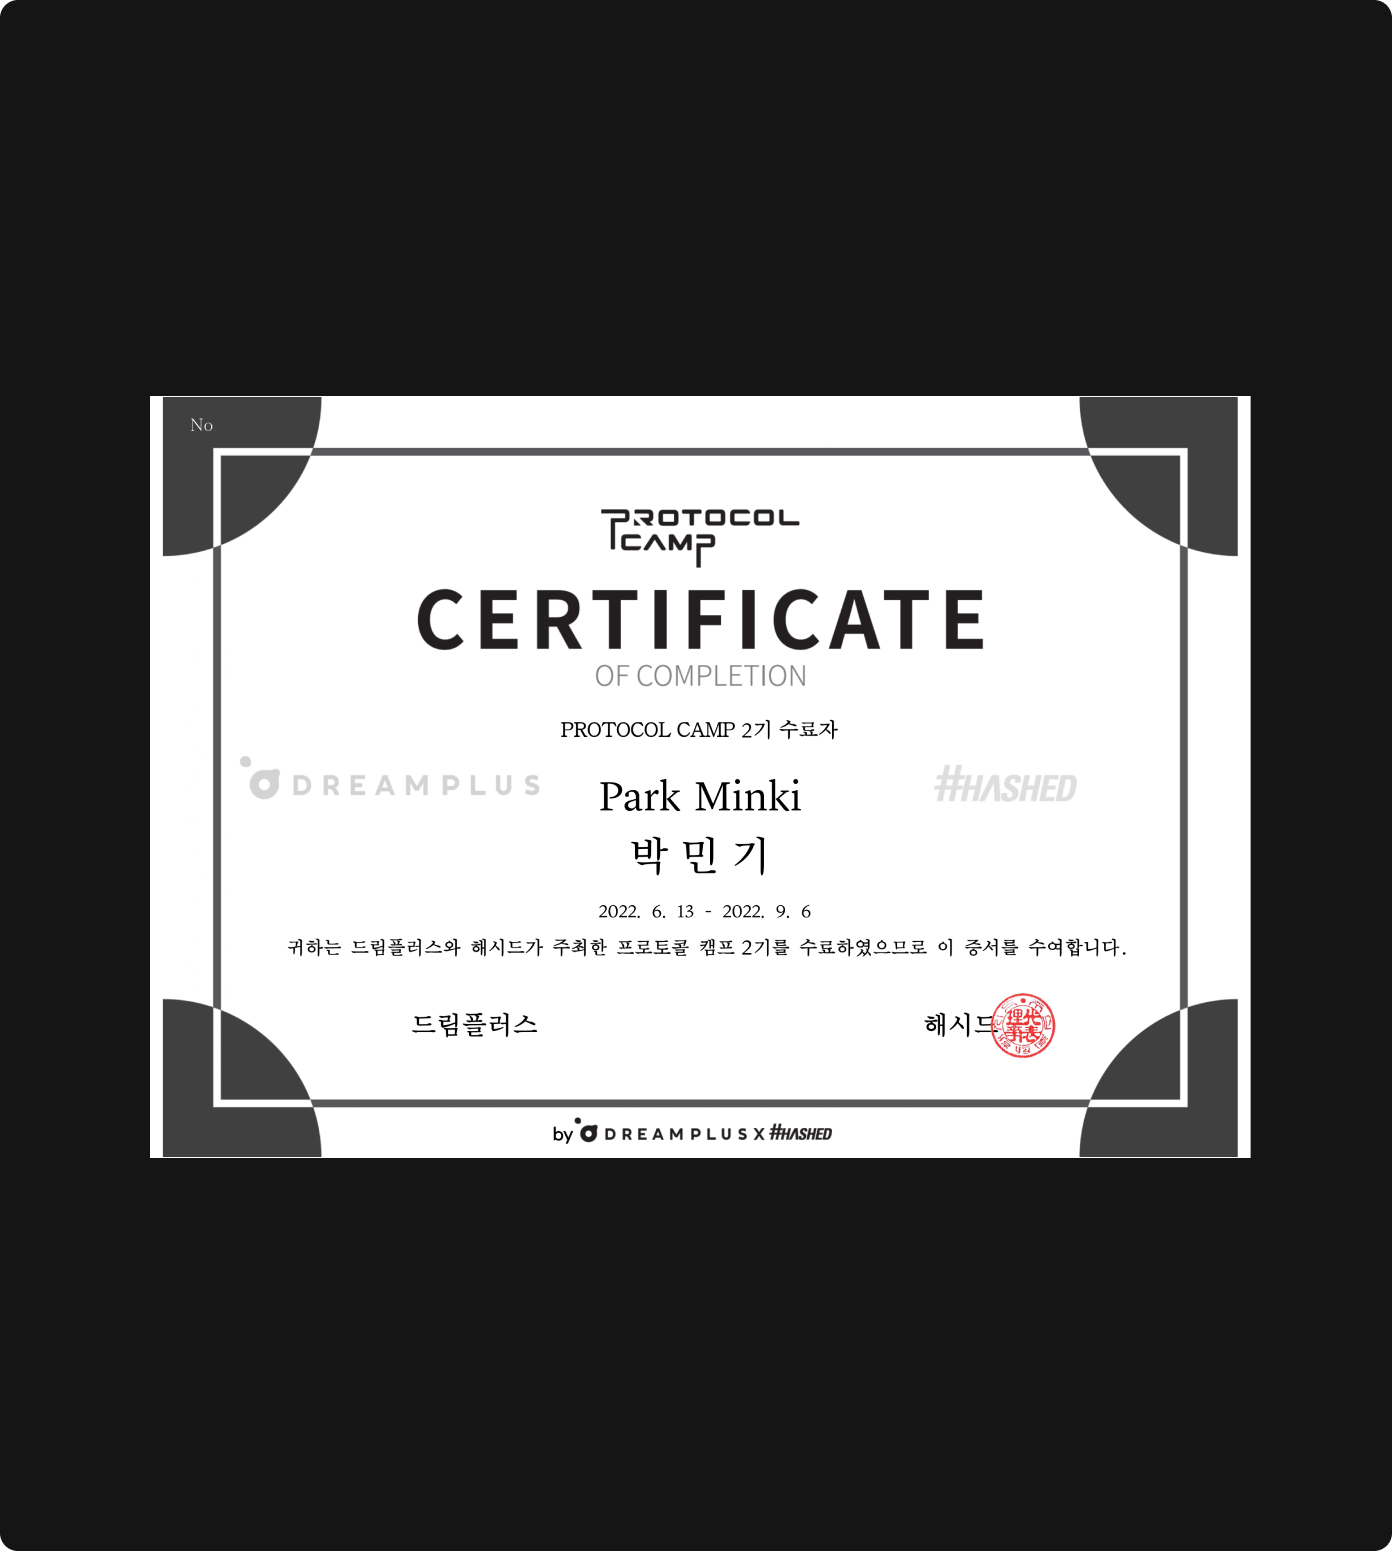 No
PROTOCOL
CAMP
CERTIFICATE
OF COMPLETION
PROTOCOL CAMP 2기 수료자
DREAMPLUS
#HASHED
Park Minki
박 민 기
2022. 6. 13 - 2022. 9. 6
귀하는 드림플러스와 해시드가 주최한 프로토콜 캠프 2기를 수료하였으므로 이 증서를 수여합니다.
드림플러스
해시드
by DREAMPLUS X #HASHED